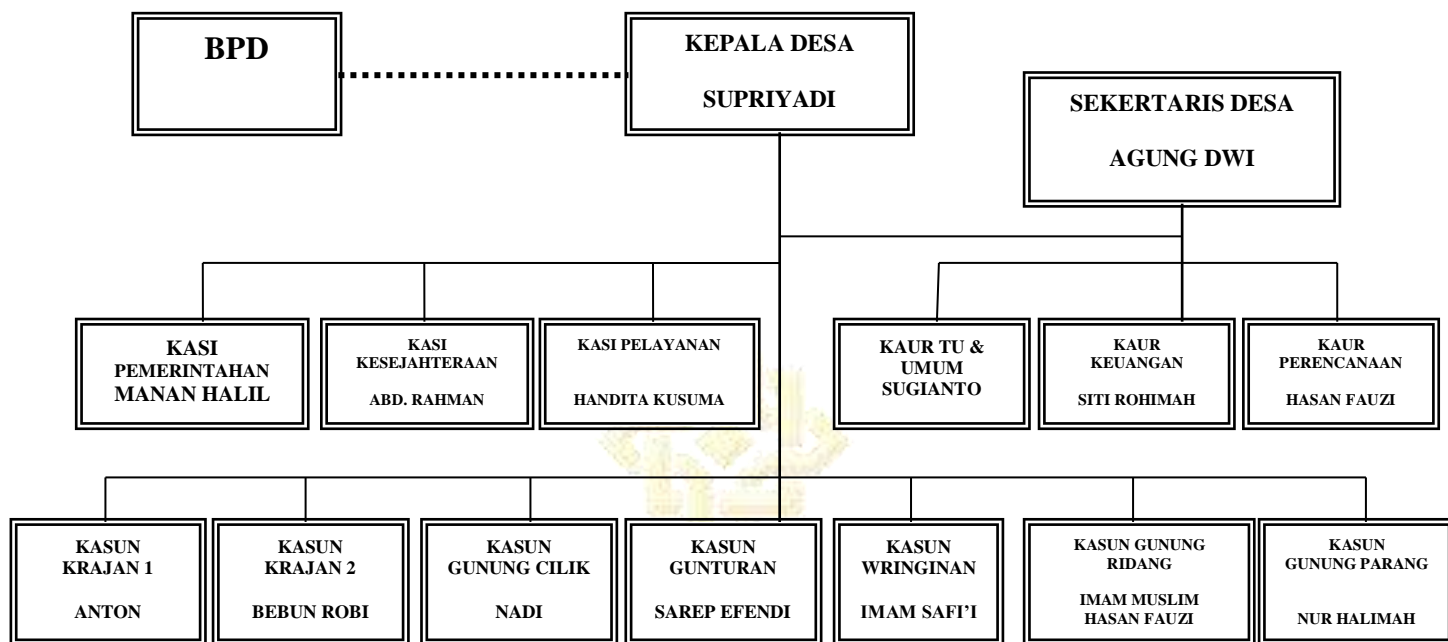 BPD
KEPALA DESA
SUPRIYADI
SEKERTARIS DESA
AGUNG DWI
KASI
PEMERINTAHAN
MANAN HALIL
KASI
KESEJAHTERAAN
ABD. RAHMAN
KASI PELAYANAN
HANDITA KUSUMA
KAUR TU &
UMUM
SUGIANTO
KAUR
KEUANGAN
SITI ROHIMAH
KAUR
PERENCANAAN
HASAN FAUZI
KASUN
KRAJAN 1
ANTON
KASUN
KRAJAN 2
BEBUN ROBI
KASUN
GUNUNG CILIK
NADI
KASUN
GUNTURAN
SAREP EFENDI
KASUN
WRINGINAN
IMAM SAFI’I
KASUN GUNUNG
RIDANG
IMAM MUSLIM
HASAN FAUZI
KASUN
GUNUNG PARANG
NUR HALIMAH